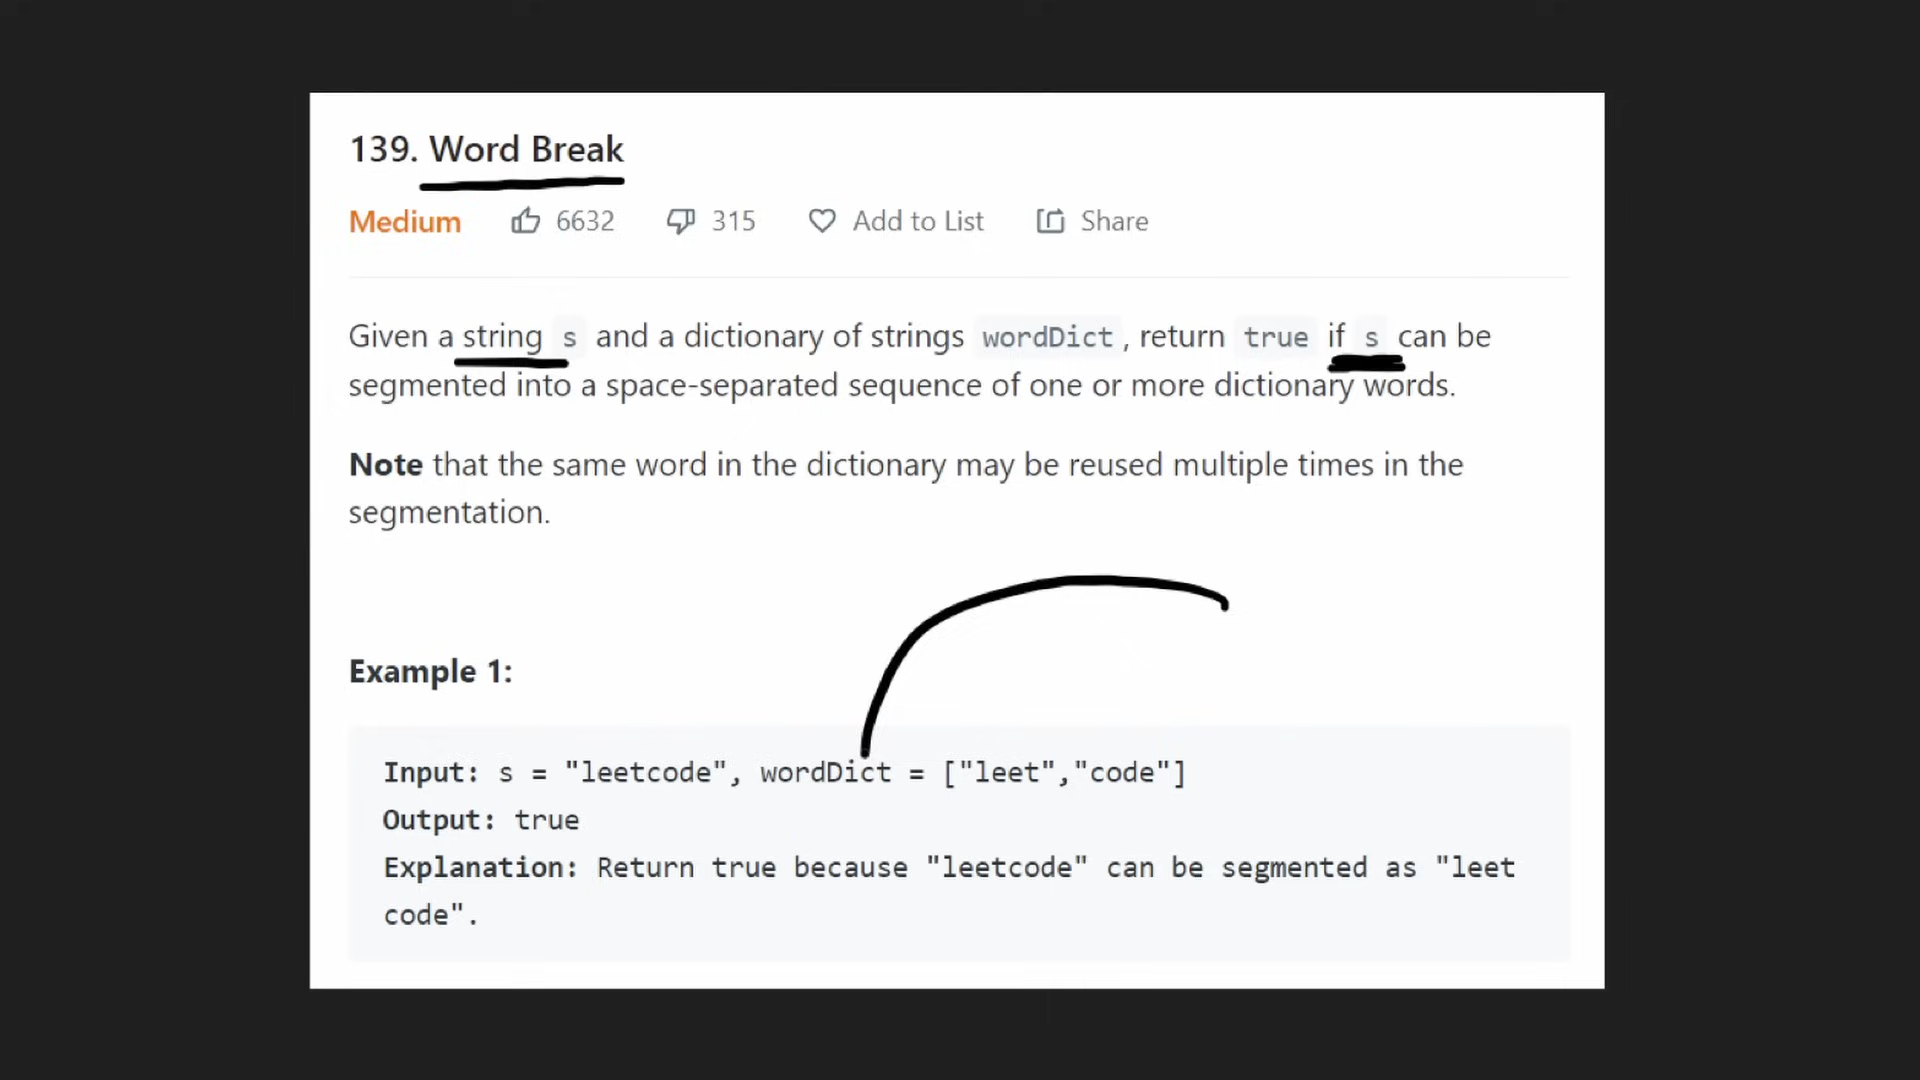 139. Word Break
Medium 6632 315 Add to List Share
Given a string s and a dictionary of strings wordDict, return true if s can be
segmented into a space-separated sequence of one or more dictionary words.
Note that the same word in the dictionary may be reused multiple times in the
segmentation.
Example 1:
Input: s = "leetcode", wordDict = ["leet","code"]
Output: true
Explanation: Return true because "leetcode" can be segmented as "leet
code".